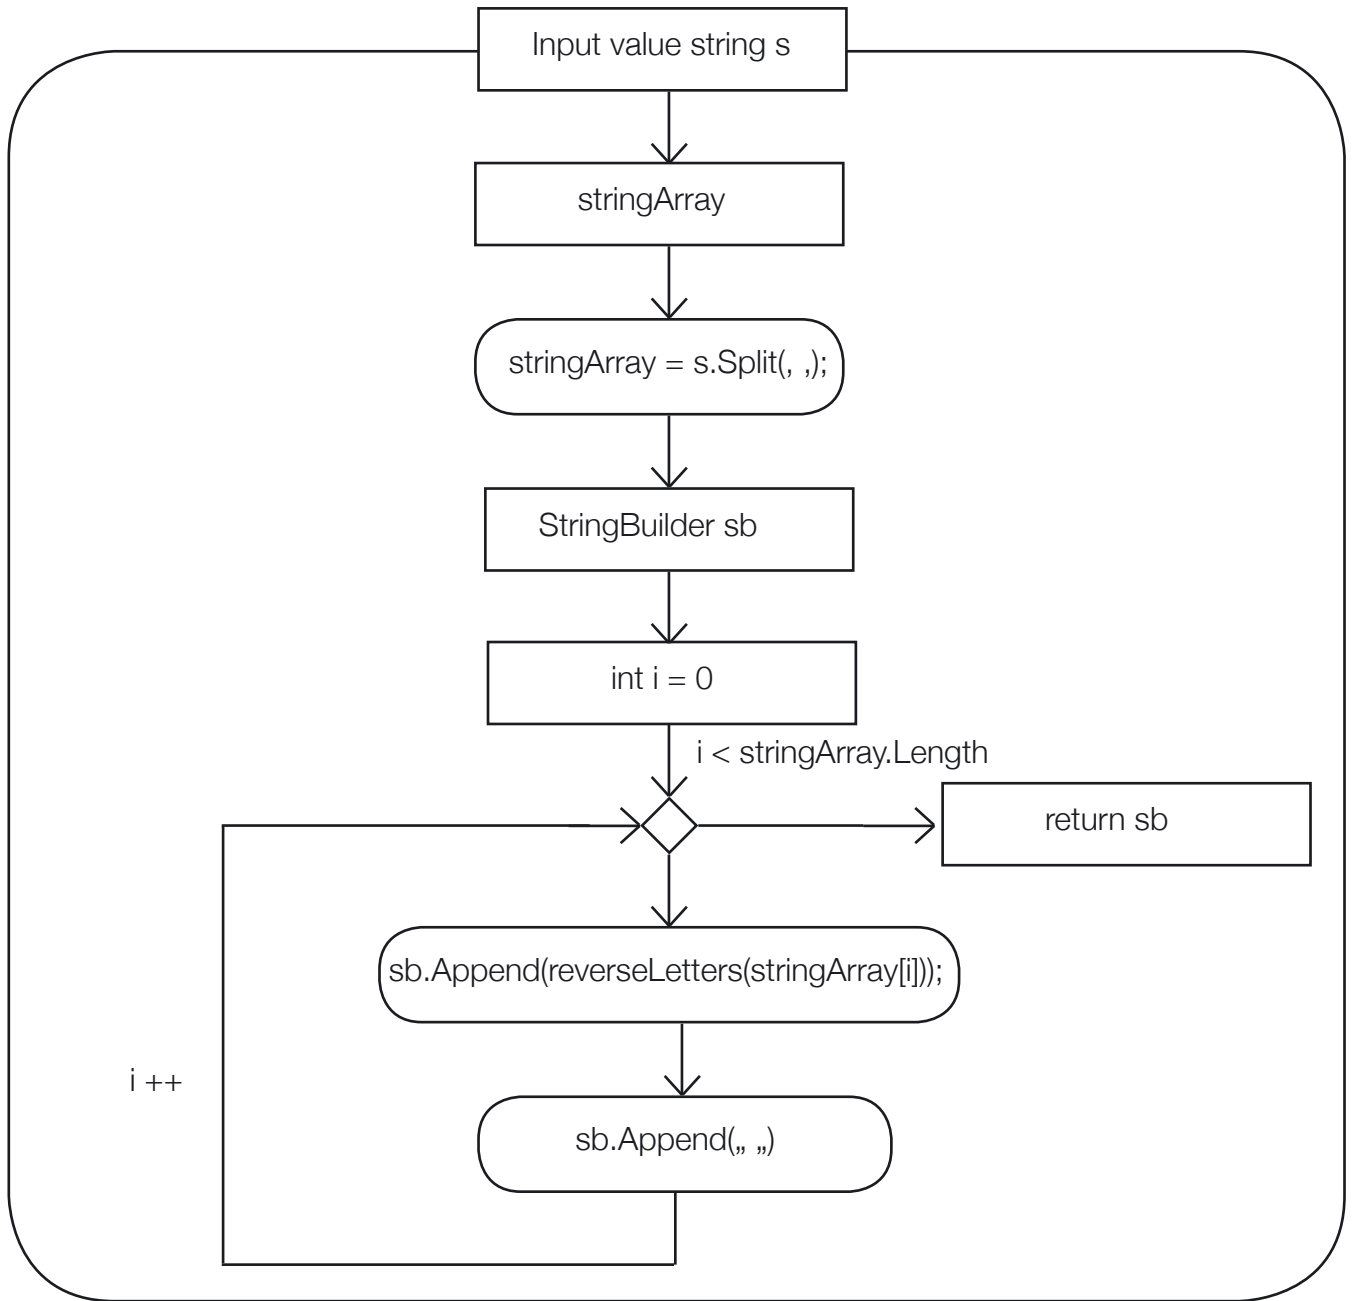 Input value string s
stringArray
stringArray = s.Split(‚ ‚);
StringBuilder sb
int i = 0
i < stringArray.Length
return sb
sb.Append(reverseLetters(stringArray[i]));
i ++
sb.Append(„ „)